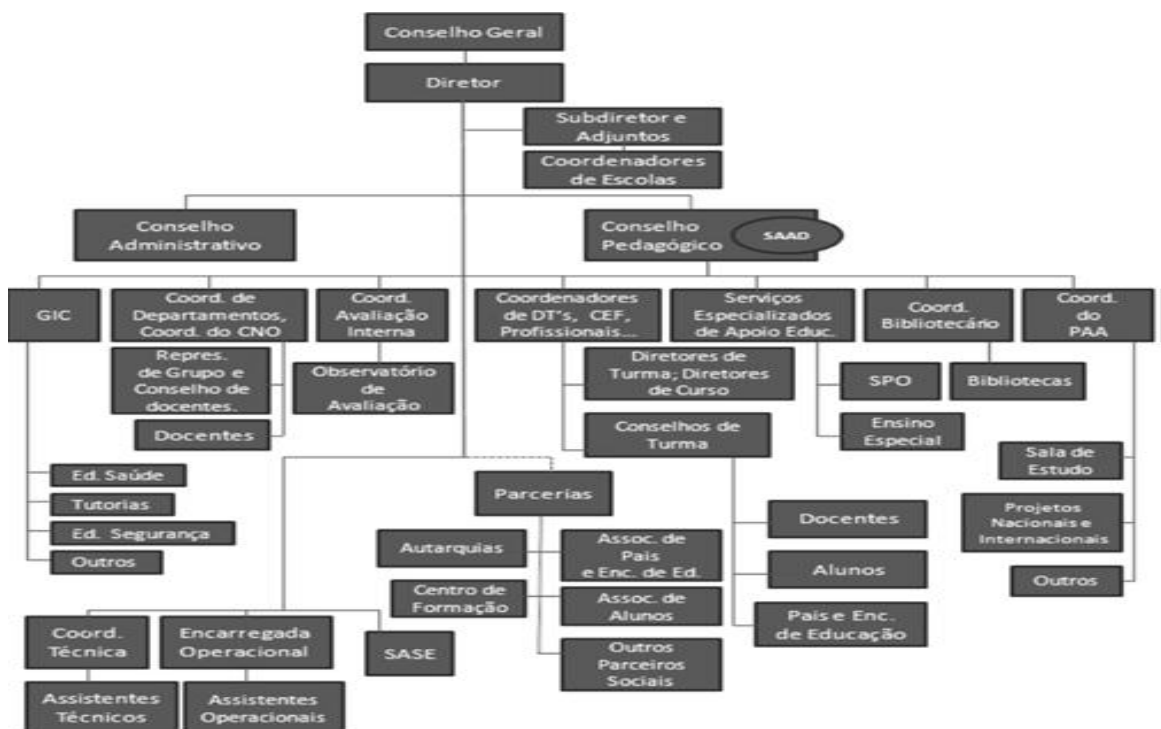 Conselho Geral
Diretor
Subdiretor e
Adjuntos
Coordenadores
de Escolas
Conselho
Administrativo
Conselho
Pedagógico
SAAD
GIC
Coord. de
Departamentos,
Coord. do CNO
Coord.
Avaliação
Interna
Coordenadores
de DT's, CEF,
Profissionais...
Serviços
Especializados
de Apoio Educ.
Coord.
Bibliotecário
Coord.
do
PAA
Repres.
de Grupo e
Conselho de
docentes.
Docentes
Observatório
de
Avaliação
Diretores de
Turma; Diretores
de Curso
Conselhos de
Turma
SPO
Ensino
Especial
Bibliotecas
Sala de
Estudo
Projetos
Nacionais e
Internacionais
Outros
Ed. Saúde
Tutorias
Ed. Segurança
Outros
Parcerias
Autarquias
Centro de
Formação
Assoc. de
Pais
e Enc. de Ed.
Assoc. de
Alunos
Outros
Parceiros
Sociais
Docentes
Alunos
Pais e Enc.
de Educação
Coord.
Técnica
Encarregada
Operacional
SASE
Assistentes
Técnicos
Assistentes
Operacionais